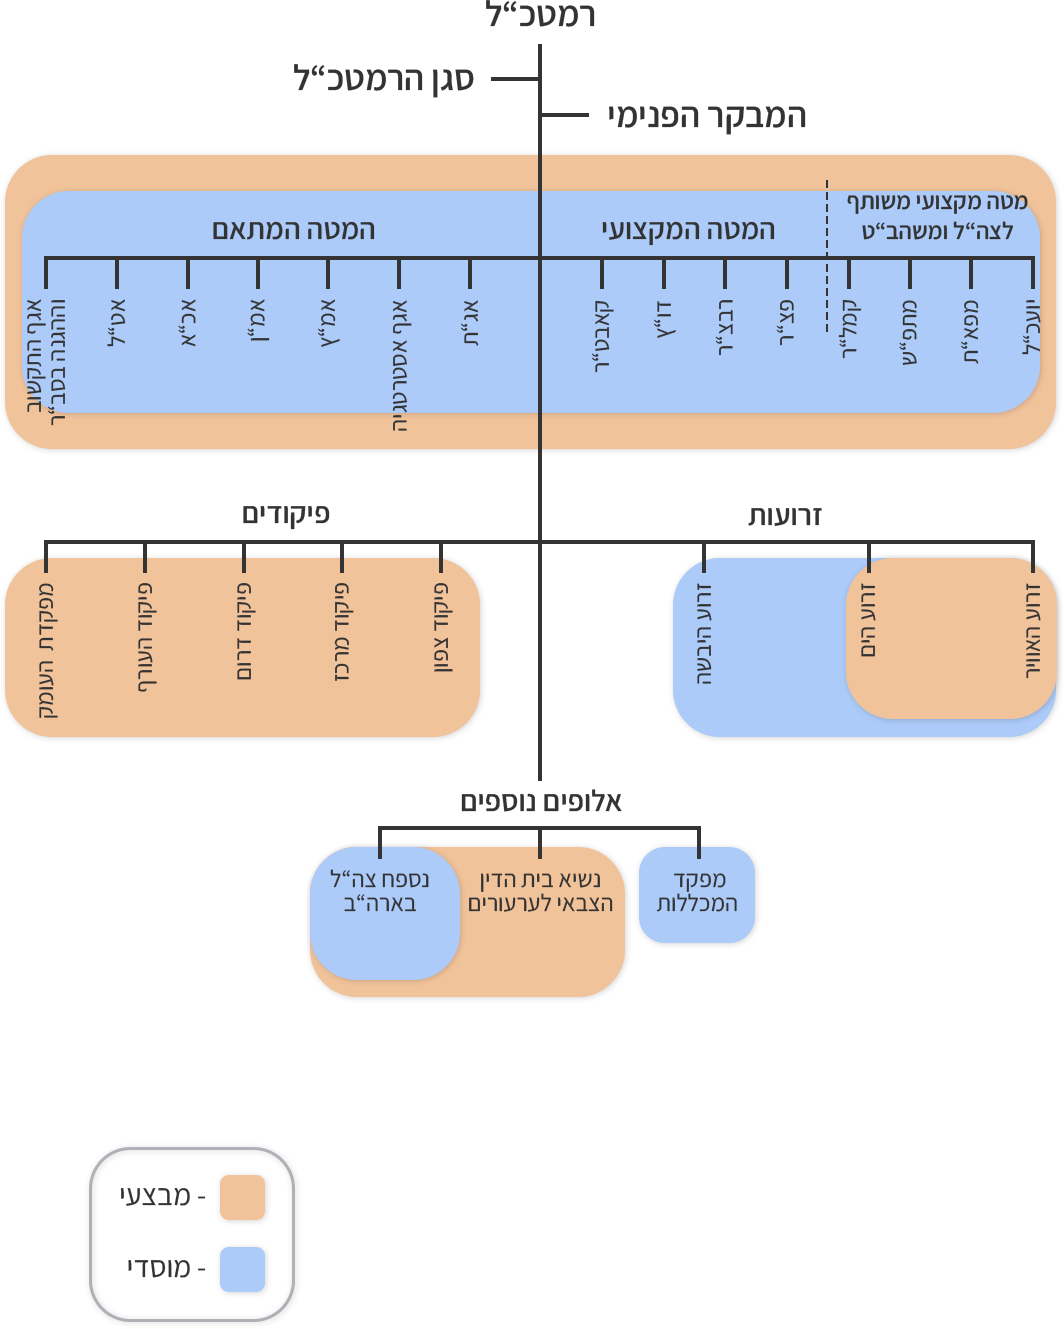 רמטכ“ל
סגן הרמטכ“ל
המבקר הפנימי
מטה מקצועי משותף
לצה“ל ומשהב“ט
המטה המקצועי
המטה המתאם
יועכ“ל
מפא“ת
מתפ“ש
קמל“ר
פצ“ר
רבצ“ר
דו“ץ
קאבט“ר
אג“ת
אגף אסטרטגיה
אמ“ץ
אמ“ן
אכ“א
אט“ל
אגף התקשוב
וההגנה בסב“ר
זרועות
פיקודים
זרוע האוויר
זרוע הים
זרוע היבשה
פיקוד צפון
פיקוד מרכז
פיקוד דרום
פיקוד העורף
מפקדת העומק
אלופים נוספים
מפקד
המכללות
נשיא בית הדין
הצבאי לערעורים
נספח צה“ל
בארה“ב
- מבצעי
- מוסדי